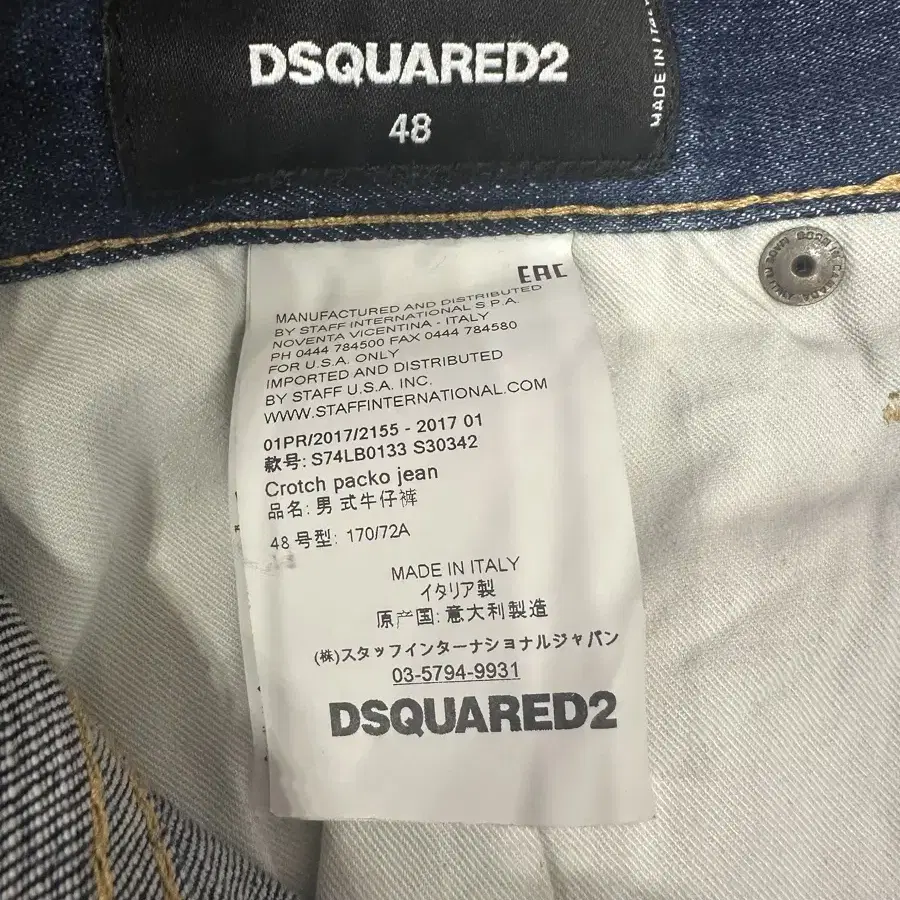 DSQUARED2
48
MADE IN ITALY
EAC
MANUFACTURED AND DISTRIBUTED
BY STAFF INTERNATIONAL S.P.A.
NOVENTA VICENTINA - ITALY
PH 0444 784500 FAX 0444 784580
FOR U.S.A. ONLY
IMPORTED AND DISTRIBUTED
BY STAFF U.S.A. INC.
WWW.STAFFINTERNATIONAL.COM
01PR/2017/2155 - 2017 01
款号: S74LB0133 S30342
Crotch packo jean
品名: 男式牛仔裤
48 号型: 170/72A
MADE IN ITALY
イタリア製
原产国: 意大利製造
(株)スタッフインターナショナルジャパン
03-5794-9931
DSQUARED2